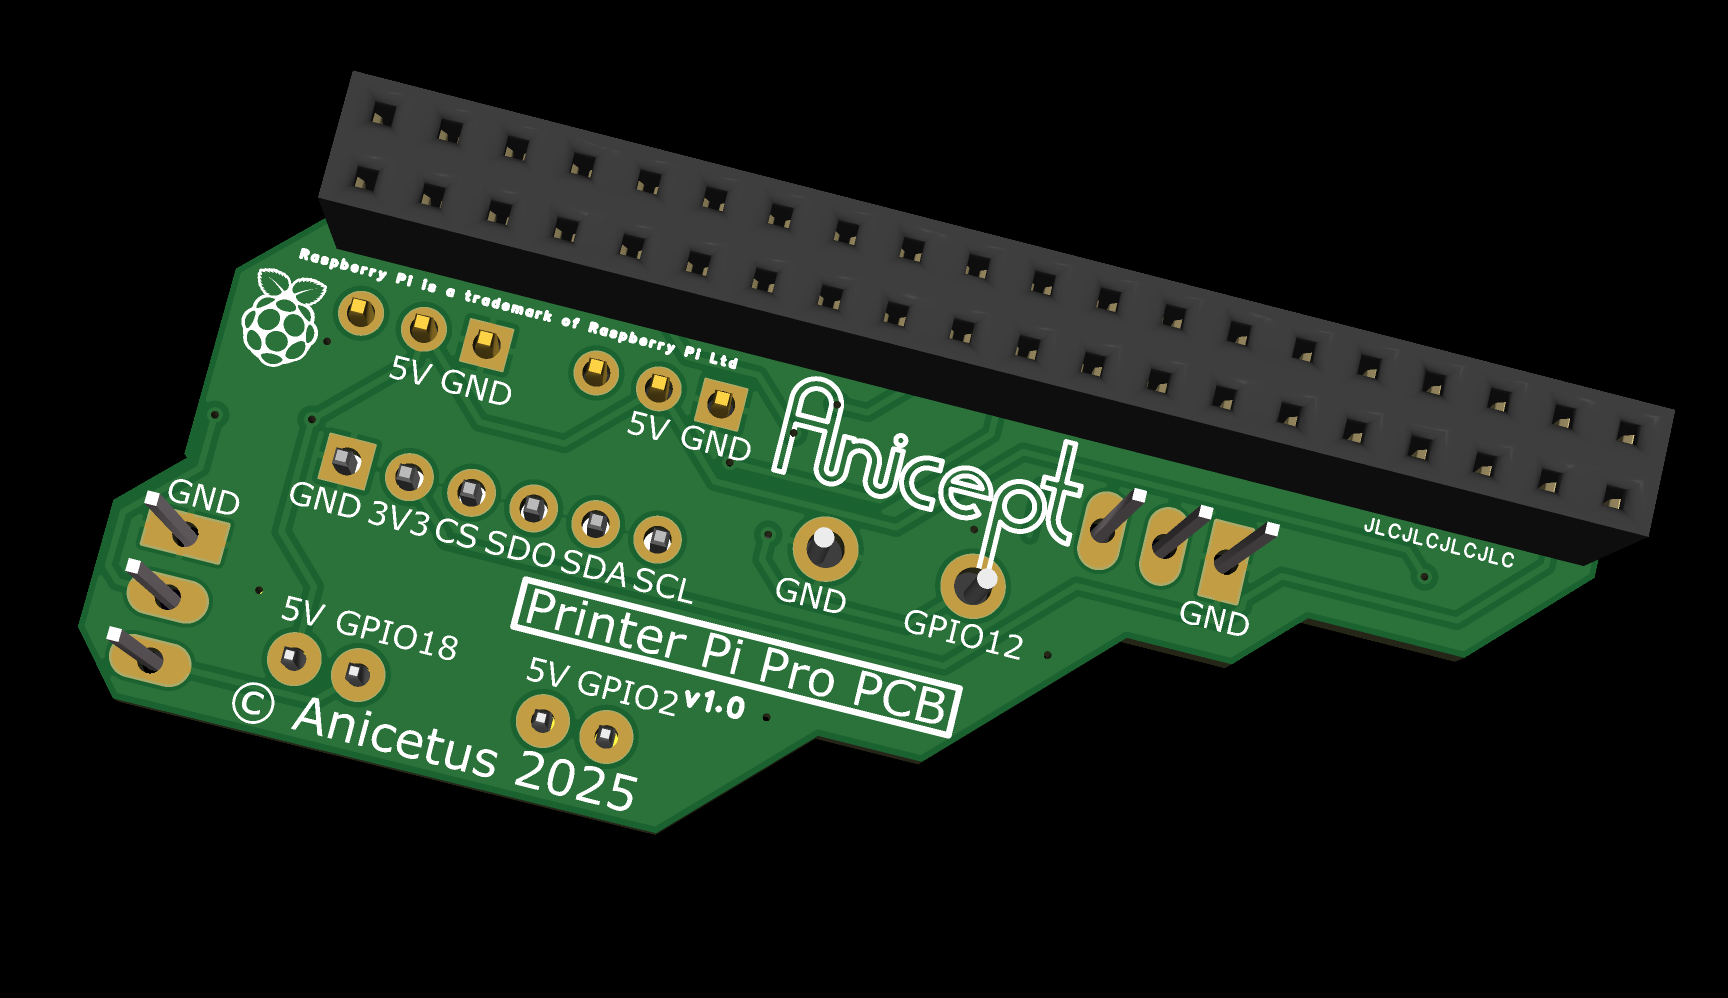 Raspberry Pi is a trademark of Raspberry Pi Ltd
5V GND
5V GND
Anicept
JLCJLCJLCJLC
GND
GND 3V3 CS SDO SDA SCL
GND
GPIO12
GND
5V GPIO18
Printer Pi Pro PCB
5V GPIO2 v1.0
© Anicetus 2025